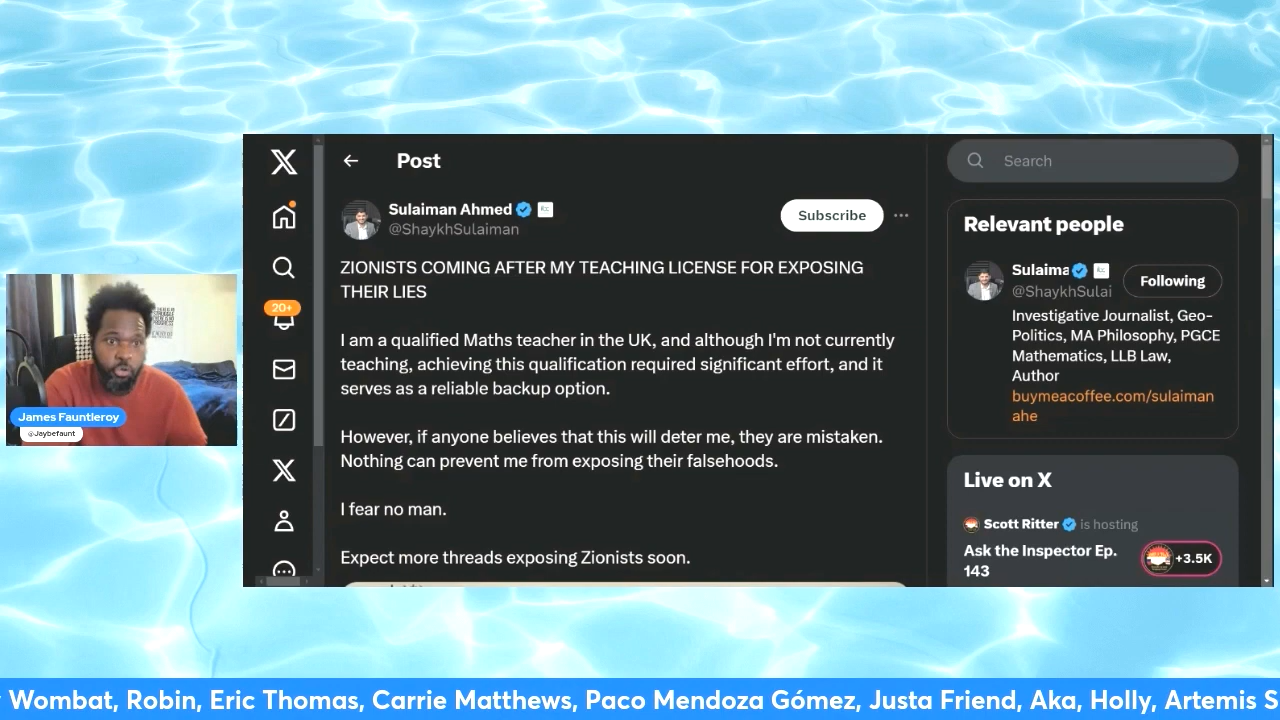 Post
Search
Sulaiman Ahmed
@ShaykhSulaiman
Subscribe
ZIONISTS COMING AFTER MY TEACHING LICENSE FOR EXPOSING
THEIR LIES
I am a qualified Maths teacher in the UK, and although I'm not currently
teaching, achieving this qualification required significant effort, and it
serves as a reliable backup option.
However, if anyone believes that this will deter me, they are mistaken.
Nothing can prevent me from exposing their falsehoods.
I fear no man.
Expect more threads exposing Zionists soon.
20+
Relevant people
Sulaima
@ShaykhSulai
Following
Investigative Journalist, Geo-
Politics, MA Philosophy, PGCE
Mathematics, LLB Law,
Author
buymeacoffee.com/sulaiman
ahe
Live on X
Scott Ritter is hosting
Ask the Inspector Ep.
143
+3.5K
James Fauntleroy
@Jaybefaunt
Wombat, Robin, Eric Thomas, Carrie Matthews, Paco Mendoza Gómez, Justa Friend, Aka, Holly, Artemis S